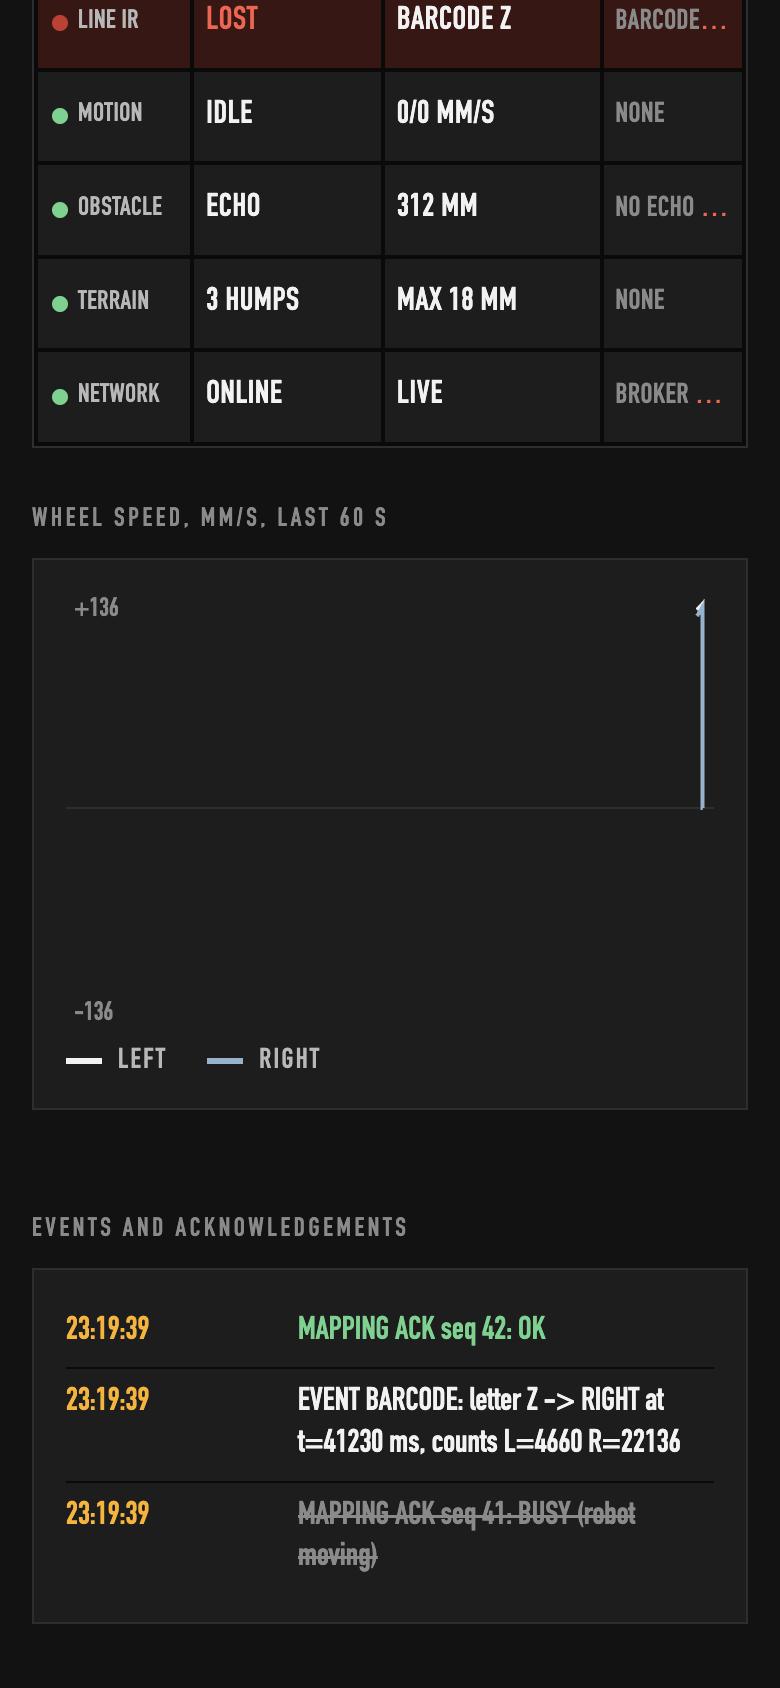 LINE IR LOST BARCODE Z BARCODE...
MOTION IDLE 0/0 MM/S NONE
OBSTACLE ECHO 312 MM NO ECHO ...
TERRAIN 3 HUMPS MAX 18 MM NONE
NETWORK ONLINE LIVE BROKER ...
WHEEL SPEED, MM/S, LAST 60 S
+136
-136
LEFT RIGHT
EVENTS AND ACKNOWLEDGEMENTS
23:19:39 MAPPING ACK seq 42: OK
23:19:39 EVENT BARCODE: letter Z -> RIGHT at
t=41230 ms, counts L=4660 R=22136
23:19:39 MAPPING ACK seq 41: BUSY (robot
moving)